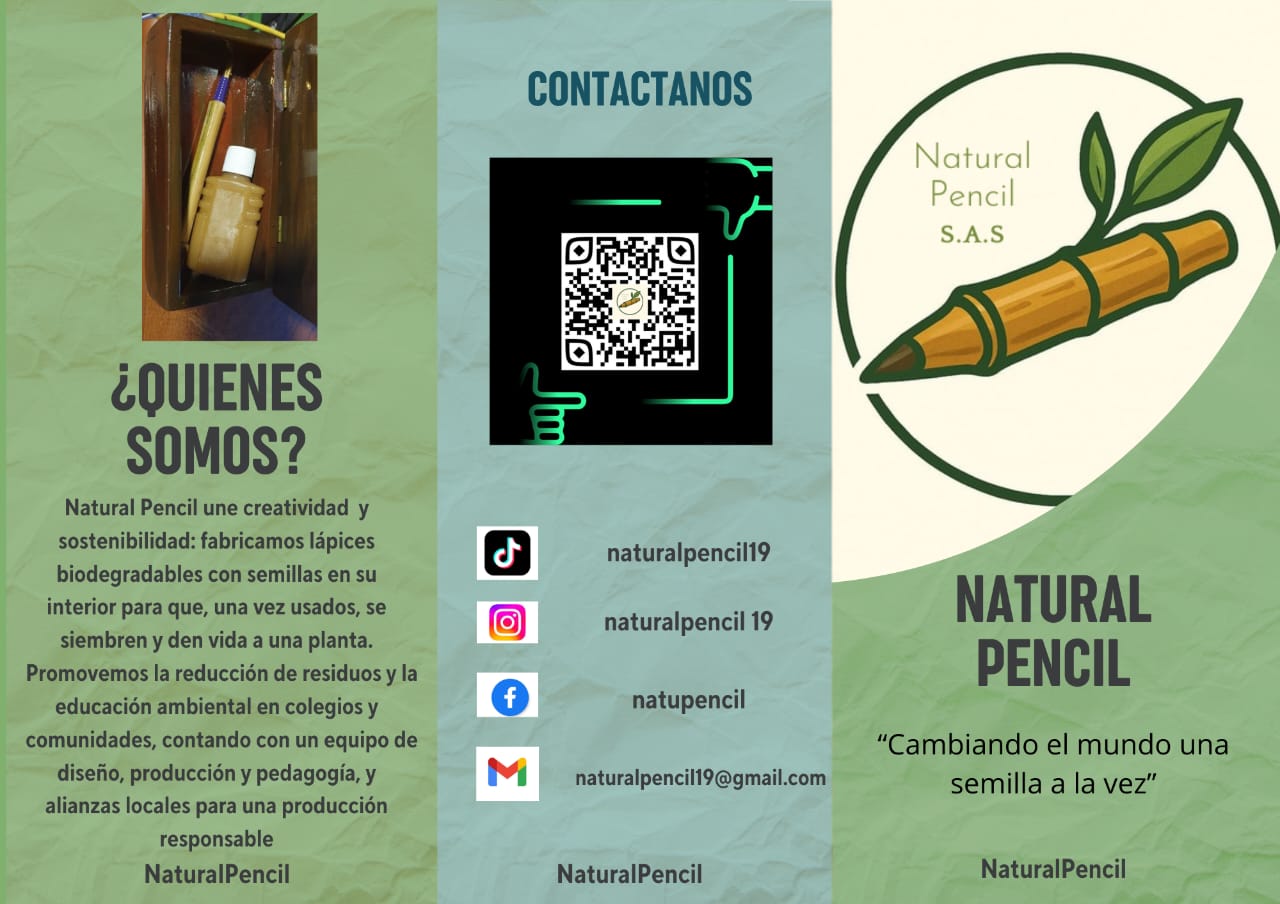 ¿QUIENES
SOMOS?
Natural Pencil une creatividad y
sostenibilidad: fabricamos lápices
biodegradables con semillas en su
interior para que, una vez usados, se
siembren y den vida a una planta.
Promovemos la reducción de residuos y la
educación ambiental en colegios y
comunidades, contando con un equipo de
diseño, producción y pedagogía, y
alianzas locales para una producción
responsable
NaturalPencil
CONTACTANOS
naturalpencil19
naturalpencil 19
natupencil
naturalpencil19@gmail.com
NaturalPencil
Natural
Pencil
S.A.S
NATURAL
PENCIL
“Cambiando el mundo una
semilla a la vez”
NaturalPencil